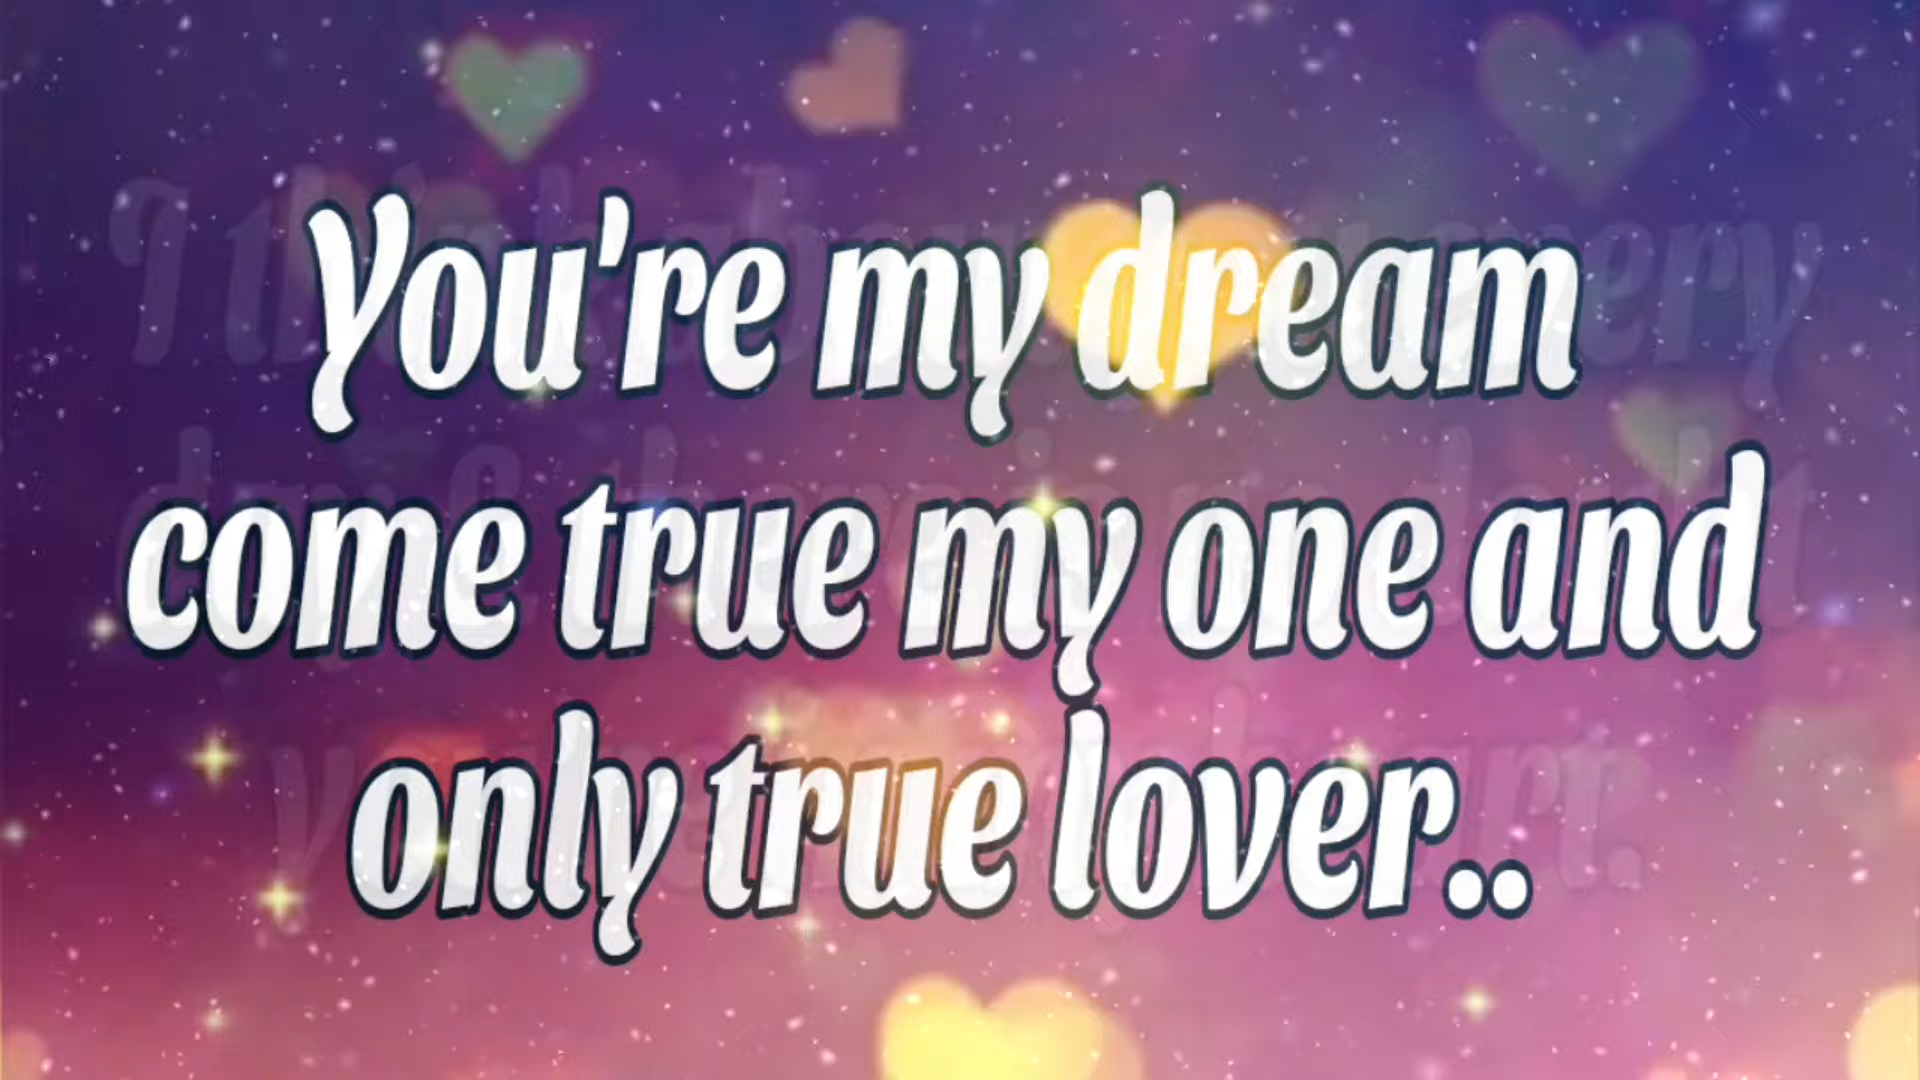 You're my dream
come true my one and
only true lover..